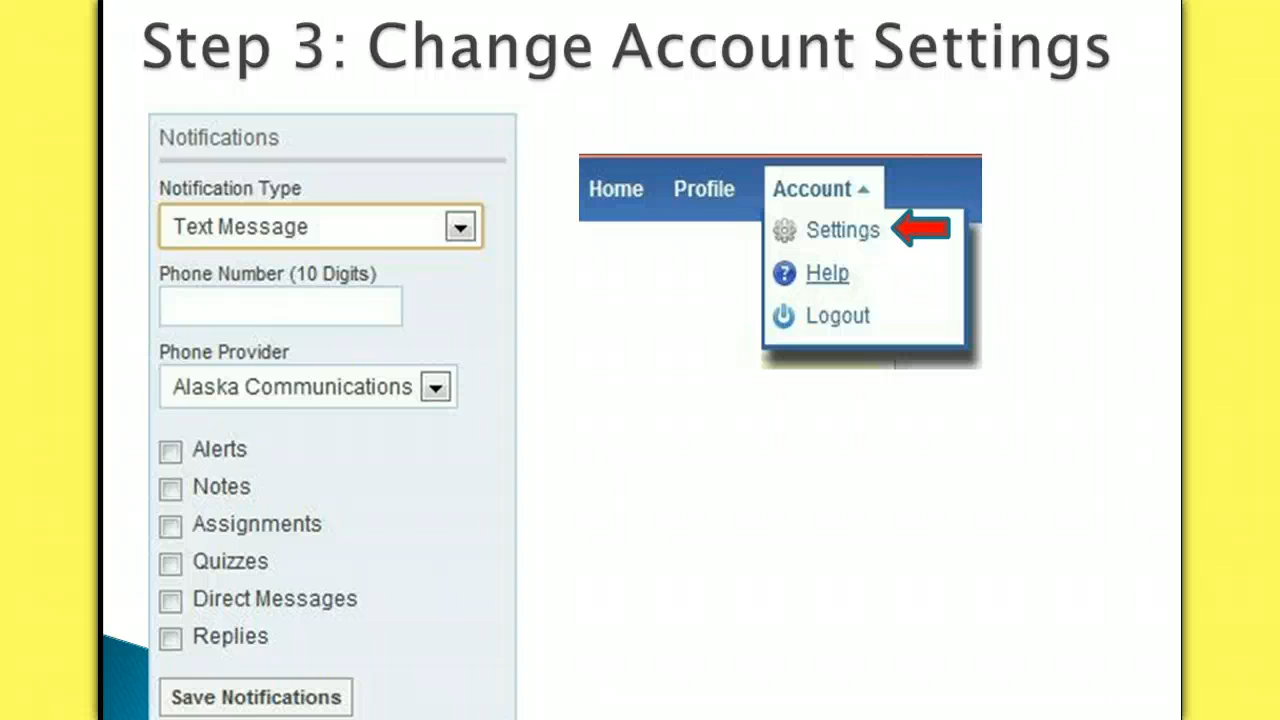 Step 3: Change Account Settings
Notifications
Notification Type
Text Message
Phone Number (10 Digits)
Phone Provider
Alaska Communications
Alerts
Notes
Assignments
Quizzes
Direct Messages
Replies
Save Notifications
Home Profile Account
Settings
? Help
Logout